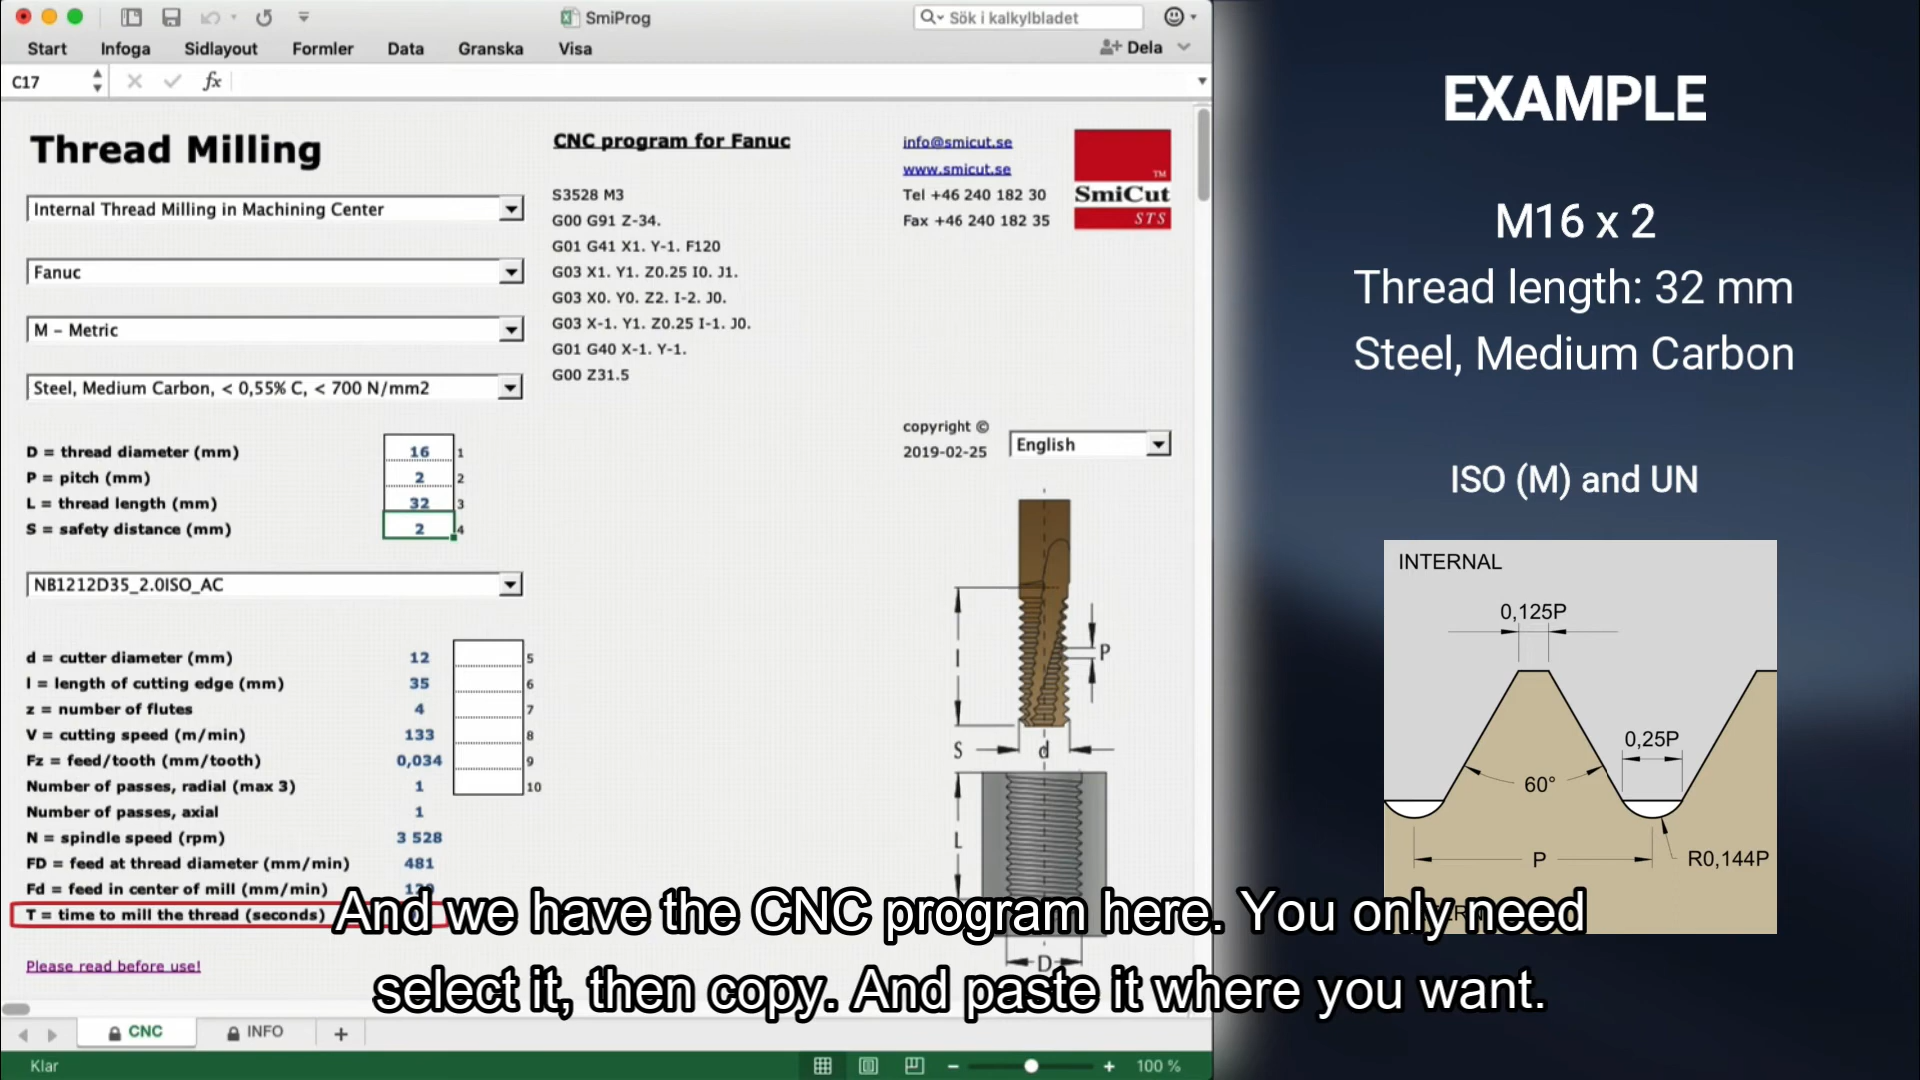 SmiProg
Sök i kalkylbladet
Start Infoga Sidlayout Formler Data Granska Visa
Dela
C17
fx
Thread Milling
Internal Thread Milling in Machining Center
Fanuc
M - Metric
Steel, Medium Carbon, < 0,55% C, < 700 N/mm2
D = thread diameter (mm) 16 1
P = pitch (mm) 2 2
L = thread length (mm) 32 3
S = safety distance (mm) 2 4
NB1212D35_2.0ISO_AC
d = cutter diameter (mm) 12 5
l = length of cutting edge (mm) 35 6
z = number of flutes 4 7
V = cutting speed (m/min) 133 8
Fz = feed/tooth (mm/tooth) 0,034 9
Number of passes, radial (max 3) 1 10
Number of passes, axial 1
N = spindle speed (rpm) 3 528
FD = feed at thread diameter (mm/min) 481
Fd = feed in center of mill (mm/min)
T = time to mill the thread (seconds)
Please read before use!
CNC program for Fanuc
S3528 M3
G00 G91 Z-34.
G01 G41 X1. Y-1. F120
G03 X1. Y1. Z0.25 I0. J1.
G03 X0. Y0. Z2. I-2. J0.
G03 X-1. Y1. Z0.25 I-1. J0.
G01 G40 X-1. Y-1.
G00 Z31.5
info@smicut.se
www.smicut.se
Tel +46 240 182 30
Fax +46 240 182 35
TM
SmiCut
STS
copyright ©
2019-02-25
English
l
P
S
d
L
D
EXAMPLE
M16 x 2
Thread length: 32 mm
Steel, Medium Carbon
ISO (M) and UN
INTERNAL
0,125P
0,25P
60°
P
R0,144P
And we have the CNC program here. You only need
select it, then copy. And paste it where you want.
CNC INFO +
Klar
100 %